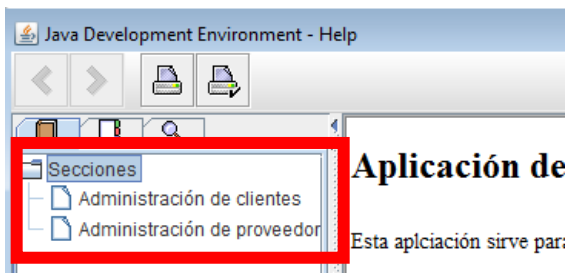 Java Development Environment - Help
Secciones
Administración de clientes
Administración de proveedor
Aplicación de
Esta aplciación sirve para